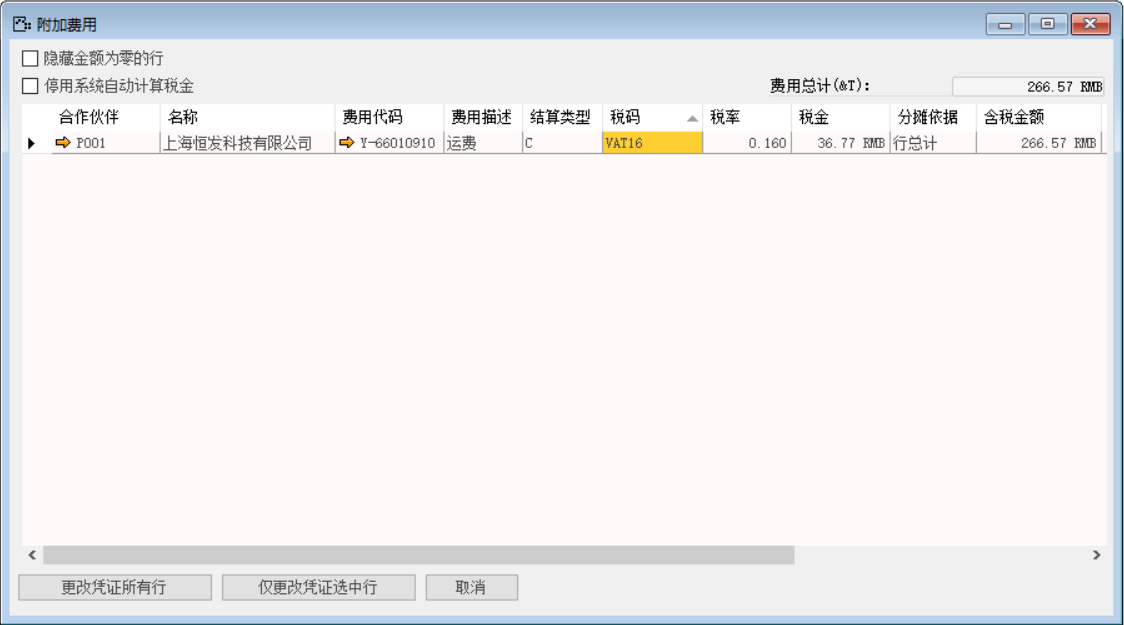 附加费用
隐藏金额为零的行
停用系统自动计算税金
费用总计(&T): 266.57 RMB
合作伙伴 名称 费用代码 费用描述 结算类型 税码 税率 税金 分摊依据 含税金额
P001 上海恒发科技有限公司 Y-66010910 运费 C VAT16 0.160 36.77 RMB 行总计 266.57 RMB
更改凭证所有行 仅更改凭证选中行 取消